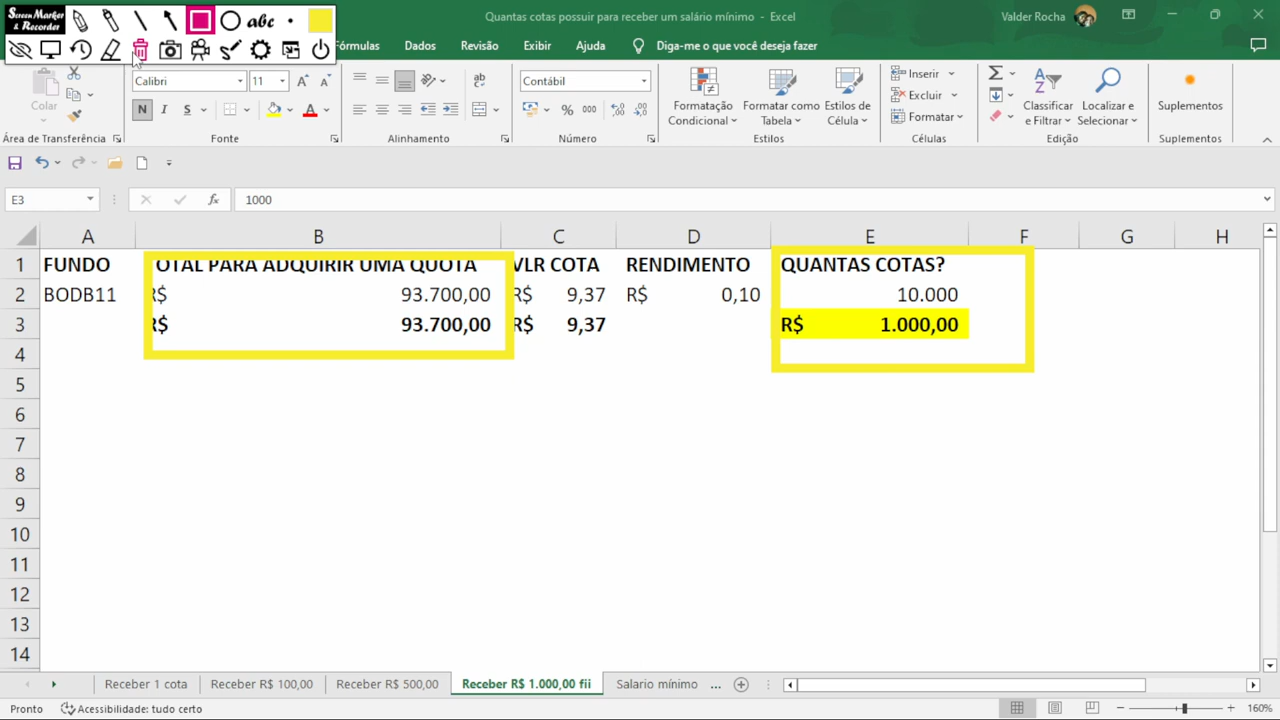 SCREEN MARKER & RECORDER
abc
Quantas cotas possuir para receber um salário mínimo - Excel
Valder Rocha
Fórmulas Dados Revisão Exibir Ajuda Diga-me o que você deseja fazer
Colar
Calibri 11
N I S
Contábil
% 000
Formatação Condicional
Formatar como Tabela
Estilos de Célula
Inserir
Excluir
Formatar
Classificar e Filtrar
Localizar e Selecionar
Suplementos
Área de Transferência Fonte Alinhamento Número Estilos Células Edição Suplementos
E3 fx 1000
A B C D E F G H
1 FUNDO OTAL PARA ADQUIRIR UMA QUOTA VLR COTA RENDIMENTO QUANTAS COTAS?
2 BODB11 R$ 93.700,00 R$ 9,37 R$ 0,10 10.000
3 R$ 93.700,00 R$ 9,37 R$ 1.000,00
4
5
6
7
8
9
10
11
12
13
14
Receber 1 cota Receber R$ 100,00 Receber R$ 500,00 Receber R$ 1.000,00 fii Salario mínimo ...
Pronto Acessibilidade: tudo certo 160%